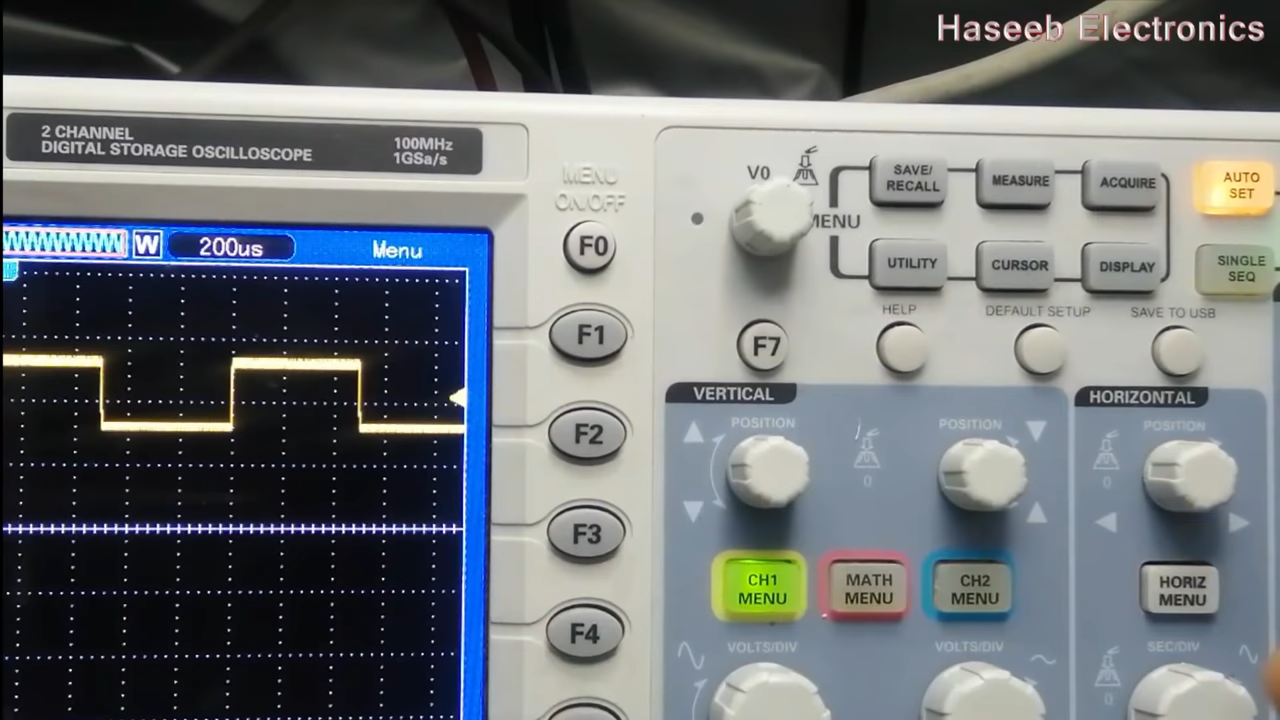 Haseeb Electronics
2 CHANNEL
DIGITAL STORAGE OSCILLOSCOPE
100MHz
1GSa/s
MENU
ON/OFF
V0
MENU
SAVE/
RECALL
MEASURE
ACQUIRE
AUTO
SET
W
200us
Menu
F0
UTILITY
CURSOR
DISPLAY
SINGLE
SEQ
HELP
DEFAULT SETUP
SAVE TO USB
F1
F7
VERTICAL
HORIZONTAL
F2
POSITION
POSITION
POSITION
0
0
F3
CH1
MENU
MATH
MENU
CH2
MENU
HORIZ
MENU
F4
VOLTS/DIV
VOLTS/DIV
SEC/DIV
0